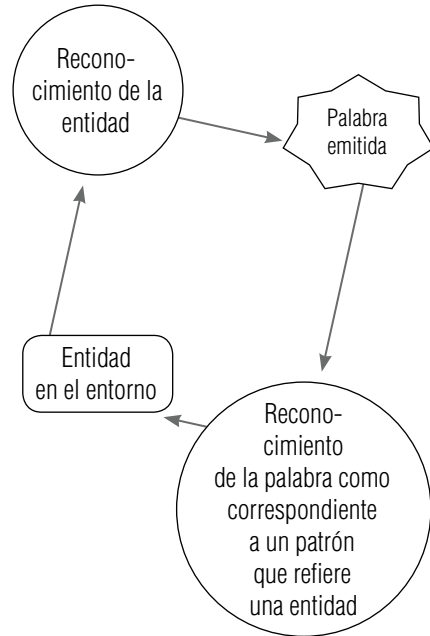 Recono-
cimiento de la
entidad
Palabra
emitida
Entidad
en el entorno
Recono-
cimiento
de la palabra como
correspondiente
a un patrón
que refiere
una entidad